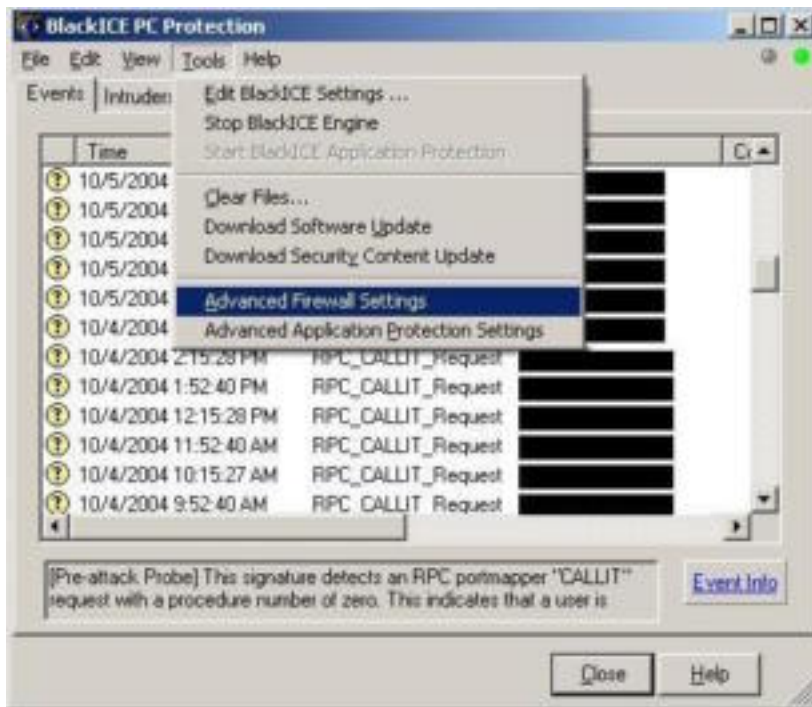 BlackICE PC Protection
File Edit View Tools Help
Events Intruders
Edit BlackICE Settings ...
Stop BlackICE Engine
Start BlackICE Application Protection
Clear Files...
Download Software Update
Download Security Content Update
Advanced Firewall Settings
Advanced Application Protection Settings
Time
10/5/2004
10/5/2004
10/5/2004
10/5/2004
10/5/2004
10/4/2004
10/4/2004 2:15:28 PM RPC_CALLIT_Request
10/4/2004 1:52:40 PM RPC_CALLIT_Request
10/4/2004 12:15:28 PM RPC_CALLIT_Request
10/4/2004 11:52:40 AM RPC_CALLIT_Request
10/4/2004 10:15:27 AM RPC_CALLIT_Request
10/4/2004 9:52:40 AM RPC_CALLIT_Request
[Pre-attack Probe] This signature detects an RPC portmapper "CALLIT"
request with a procedure number of zero. This indicates that a user is
Event Info
Close Help